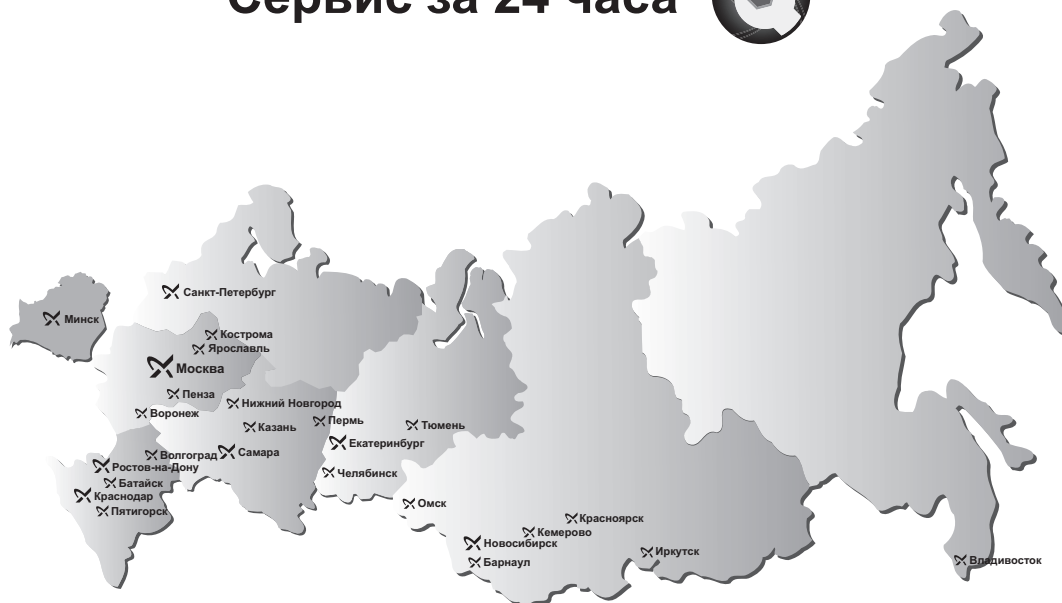 Сервис за 24 часа
Санкт-Петербург
Минск
Кострома
Ярославль
Москва
Пенза
Нижний Новгород
Воронеж
Пермь
Казань
Тюмень
Екатеринбург
Волгоград
Самара
Ростов-на-Дону
Челябинск
Батайск
Краснодар
Омск
Пятигорск
Красноярск
Кемерово
Новосибирск
Иркутск
Барнаул
Владивосток